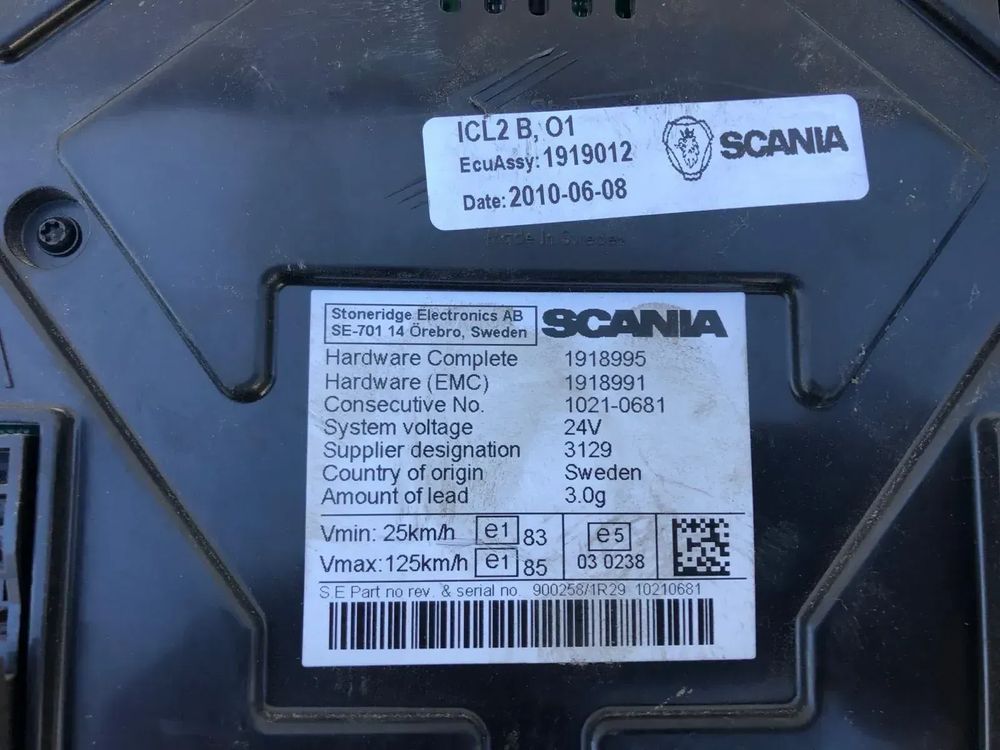 ICL2 B, O1
EcuAssy: 1919012
Date: 2010-06-08
SCANIA
Made in Sweden
Stoneridge Electronics AB
SE-701 14 Örebro, Sweden
SCANIA
Hardware Complete 1918995
Hardware (EMC) 1918991
Consecutive No. 1021-0681
System voltage 24V
Supplier designation 3129
Country of origin Sweden
Amount of lead 3.0g
Vmin: 25km/h e1 83
Vmax: 125km/h e1 85
e5
03 0238
S.E Part no rev. & serial no. 900258/1R29 10210681